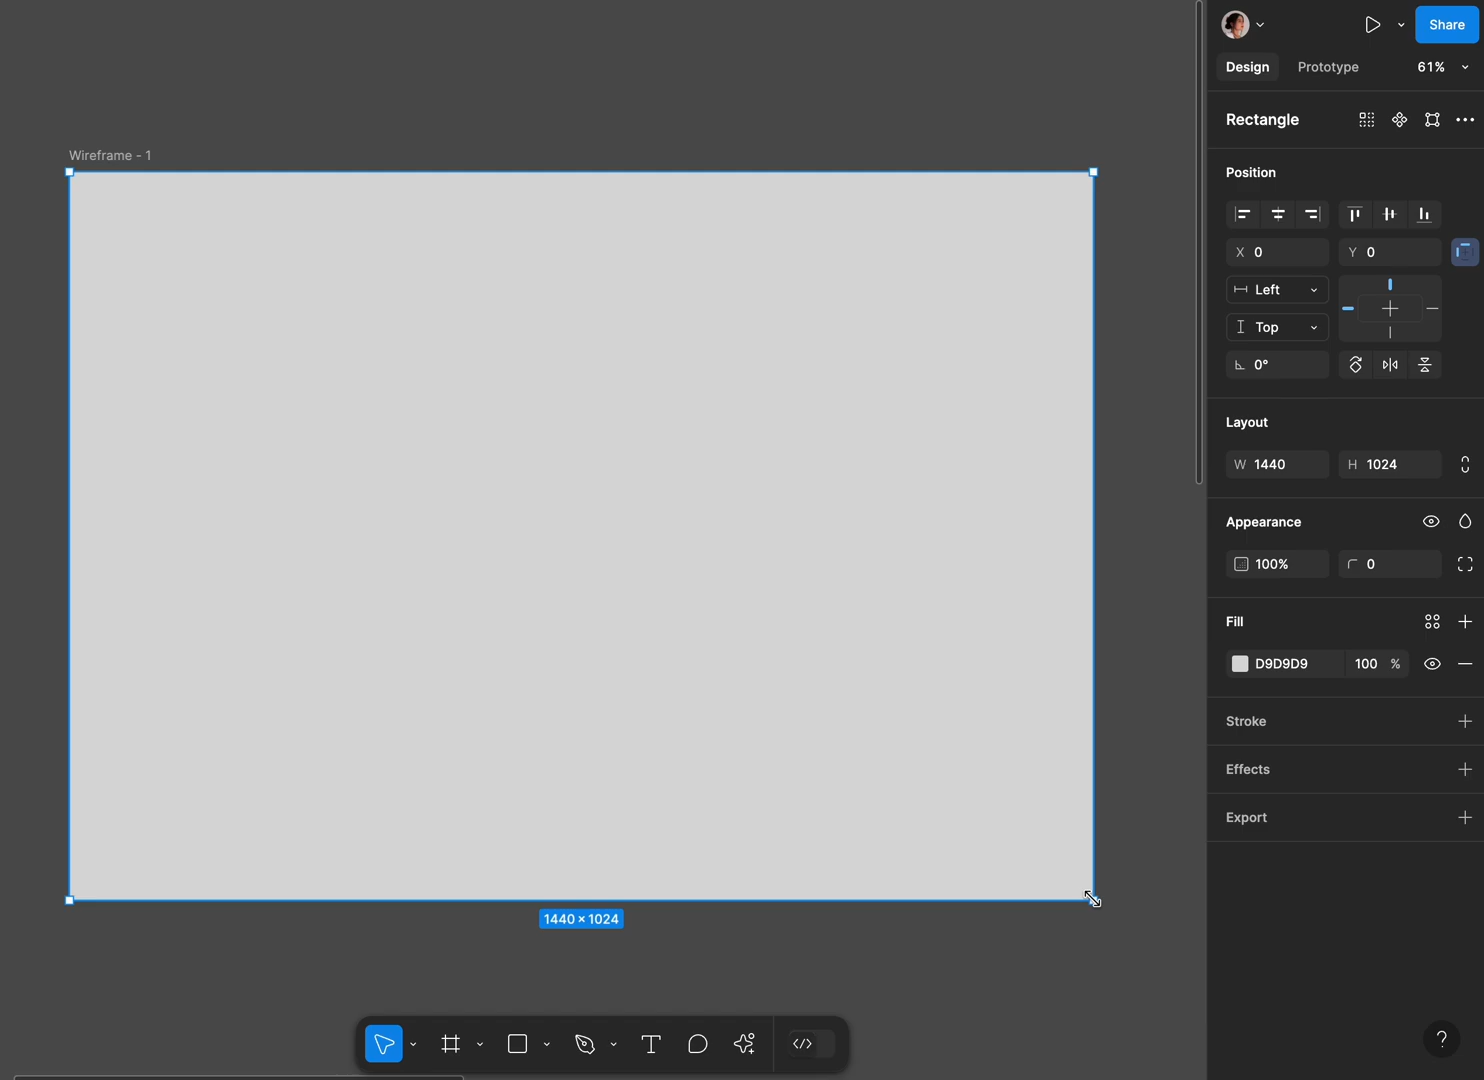 Share
Design Prototype 61%
Rectangle
Wireframe - 1
Position
X 0 Y 0
Left
Top
0°
Layout
W 1440 H 1024
Appearance
100% 0
Fill
D9D9D9 100 %
Stroke
Effects
Export
1440 × 1024
?